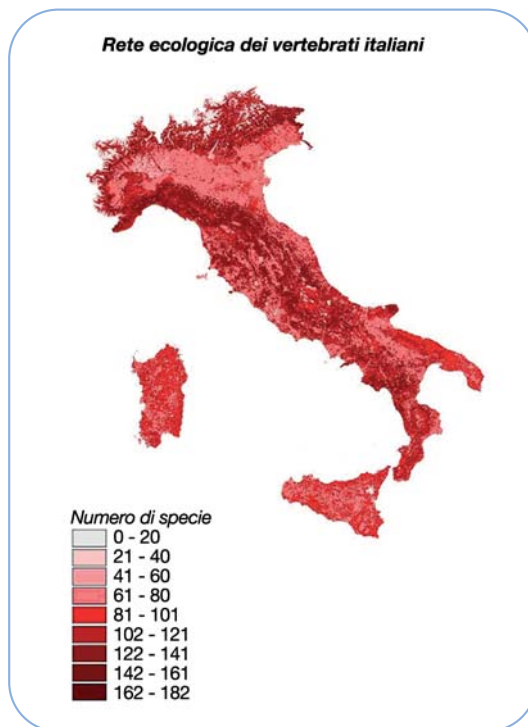 Rete ecologica dei vertebrati italiani
Numero di specie
0 - 20
21 - 40
41 - 60
61 - 80
81 - 101
102 - 121
122 - 141
142 - 161
162 - 182